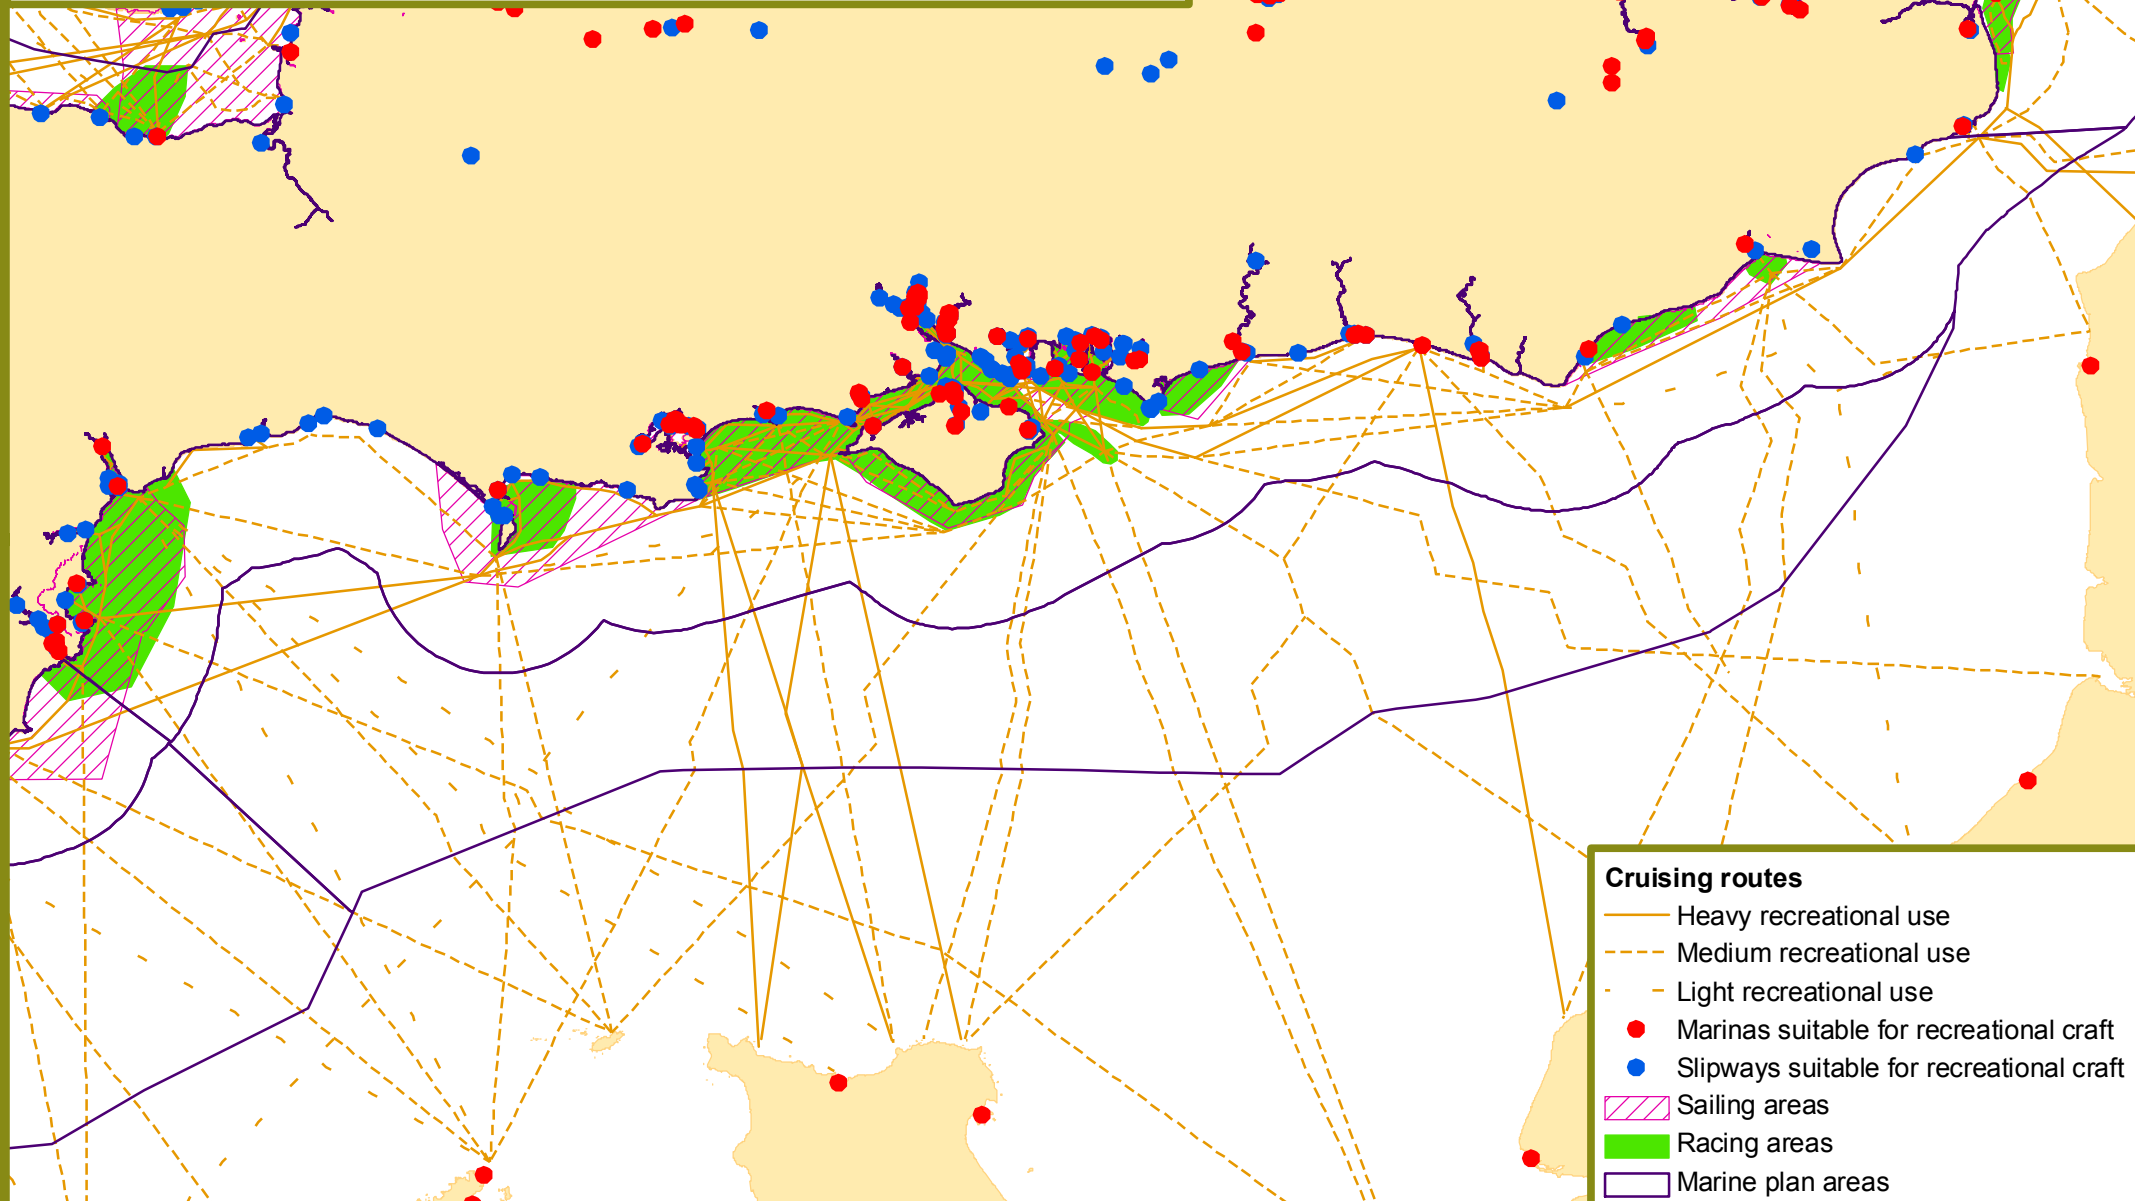 Cruising routes
Heavy recreational use
Medium recreational use
Light recreational use
Marinas suitable for recreational craft
Slipways suitable for recreational craft
Sailing areas
Racing areas
Marine plan areas